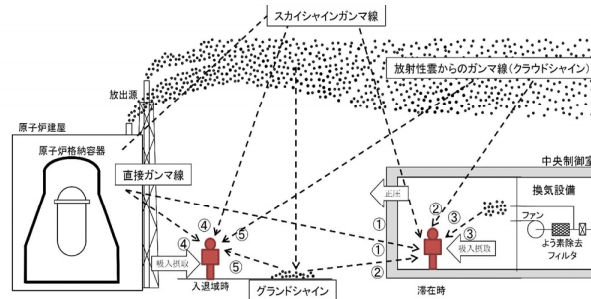 スカイシャインガンマ線
放射性雲からのガンマ線(クラウドシャイン)
放出源
原子炉建屋
原子炉格納容器
直接ガンマ線
中央制御室
換気設備
正圧
ファン
よう素除去
フィルタ
①
②
③
③
①
②
吸入摂取
④
⑤
④
⑤
吸入摂取
入退域時
グランドシャイン
滞在時